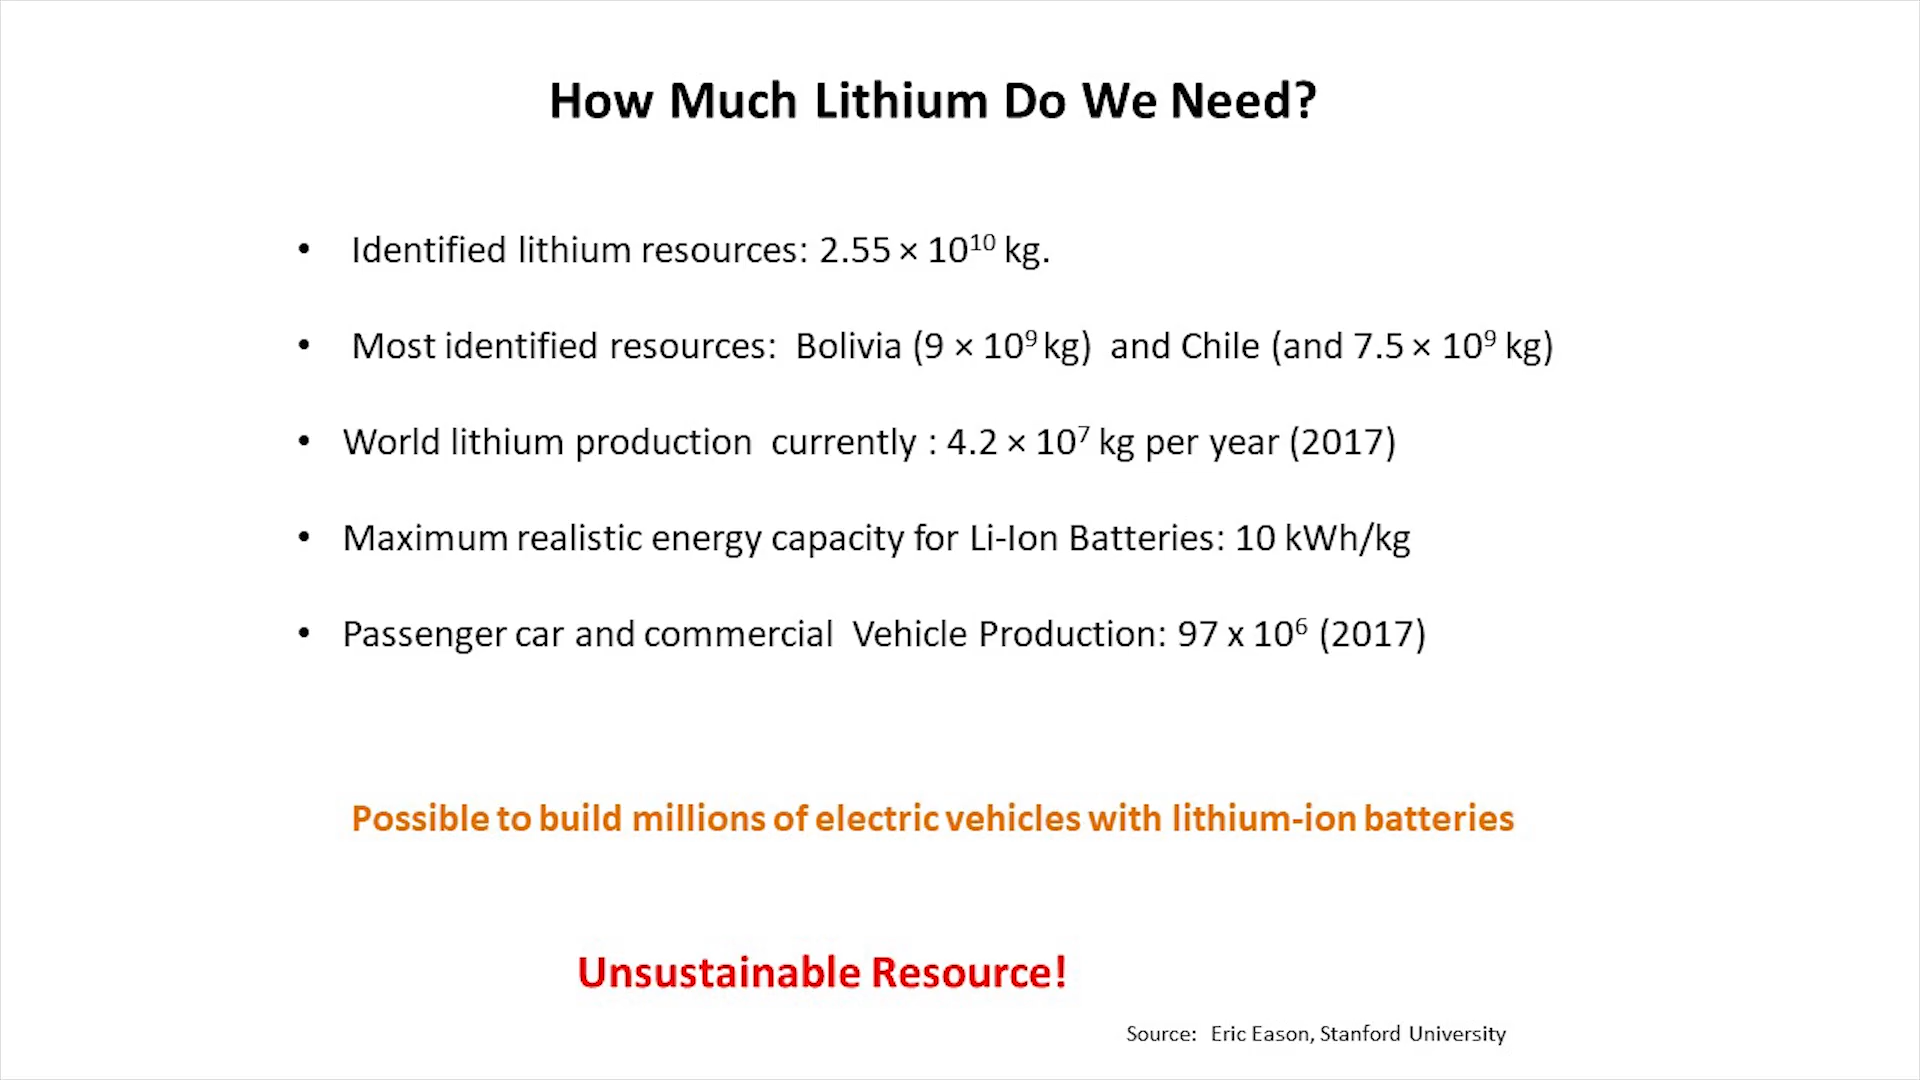 How Much Lithium Do We Need?
• Identified lithium resources: 2.55 × 10¹⁰ kg.
• Most identified resources: Bolivia (9 × 10⁹ kg) and Chile (and 7.5 × 10⁹ kg)
• World lithium production currently : 4.2 × 10⁷ kg per year (2017)
• Maximum realistic energy capacity for Li-Ion Batteries: 10 kWh/kg
• Passenger car and commercial Vehicle Production: 97 x 10⁶ (2017)
Possible to build millions of electric vehicles with lithium-ion batteries
Unsustainable Resource!
Source: Eric Eason, Stanford University